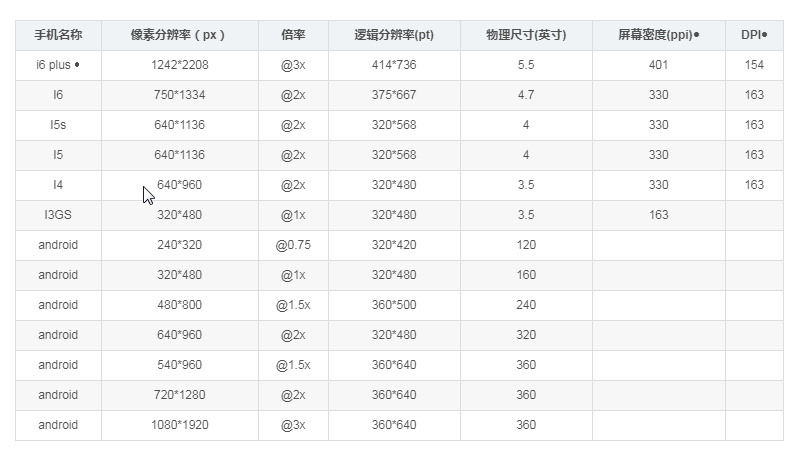 手机名称 像素分辨率（px） 倍率 逻辑分辨率(pt) 物理尺寸(英寸) 屏幕密度(ppi)● DPI●
i6 plus ● 1242*2208 @3x 414*736 5.5 401 154
I6 750*1334 @2x 375*667 4.7 330 163
I5s 640*1136 @2x 320*568 4 330 163
I5 640*1136 @2x 320*568 4 330 163
I4 640*960 @2x 320*480 3.5 330 163
I3GS 320*480 @1x 320*480 3.5 163
android 240*320 @0.75 320*420 120
android 320*480 @1x 320*480 160
android 480*800 @1.5x 360*500 240
android 640*960 @2x 320*480 320
android 540*960 @1.5x 360*640 360
android 720*1280 @2x 360*640 360
android 1080*1920 @3x 360*640 360